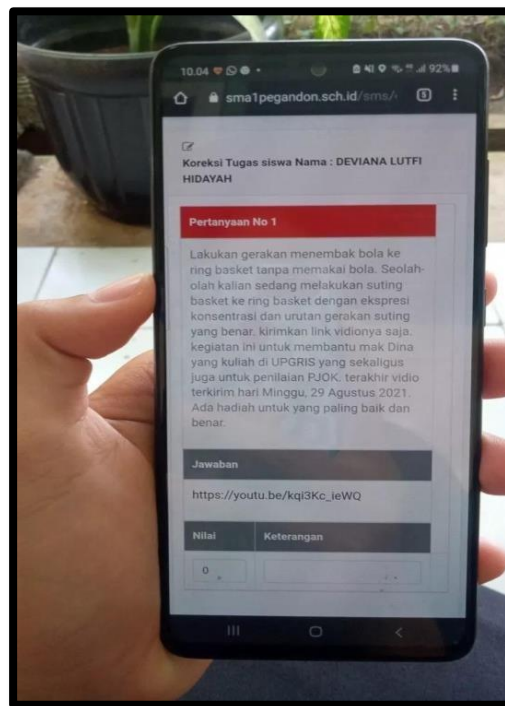 10.04
92%
sma1pegandon.sch.id/sms/
5
Koreksi Tugas siswa Nama : DEVIANA LUTFI
HIDAYAH
Pertanyaan No 1
Lakukan gerakan menembak bola ke
ring basket tanpa memakai bola. Seolah-
olah kalian sedang melakukan suting
basket ke ring basket dengan ekspresi
konsentrasi dan urutan gerakan suting
yang benar. kirimkan link vidionya saja.
kegiatan ini untuk membantu mak Dina
yang kuliah di UPGRIS yang sekaligus
juga untuk penilaian PJOK. terakhir vidio
terkirim hari Minggu, 29 Agustus 2021.
Ada hadiah untuk yang paling baik dan
benar.
Jawaban
https://youtu.be/kqi3Kc_ieWQ
Nilai Keterangan
0